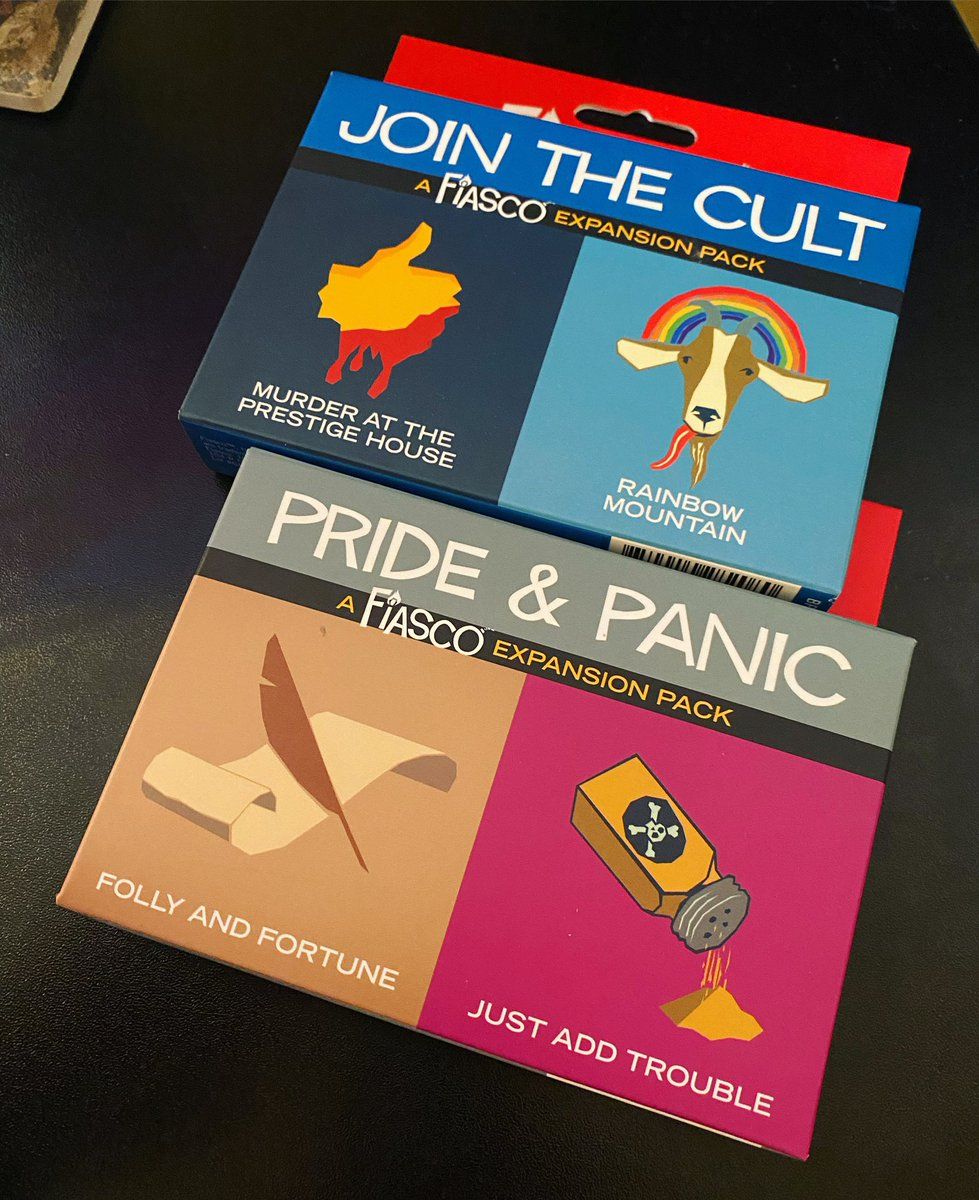 JOIN THE CULT
A FIASCO EXPANSION PACK
MURDER AT THE
PRESTIGE HOUSE
RAINBOW
MOUNTAIN
PRIDE & PANIC
A FIASCO EXPANSION PACK
FOLLY AND FORTUNE
JUST ADD TROUBLE